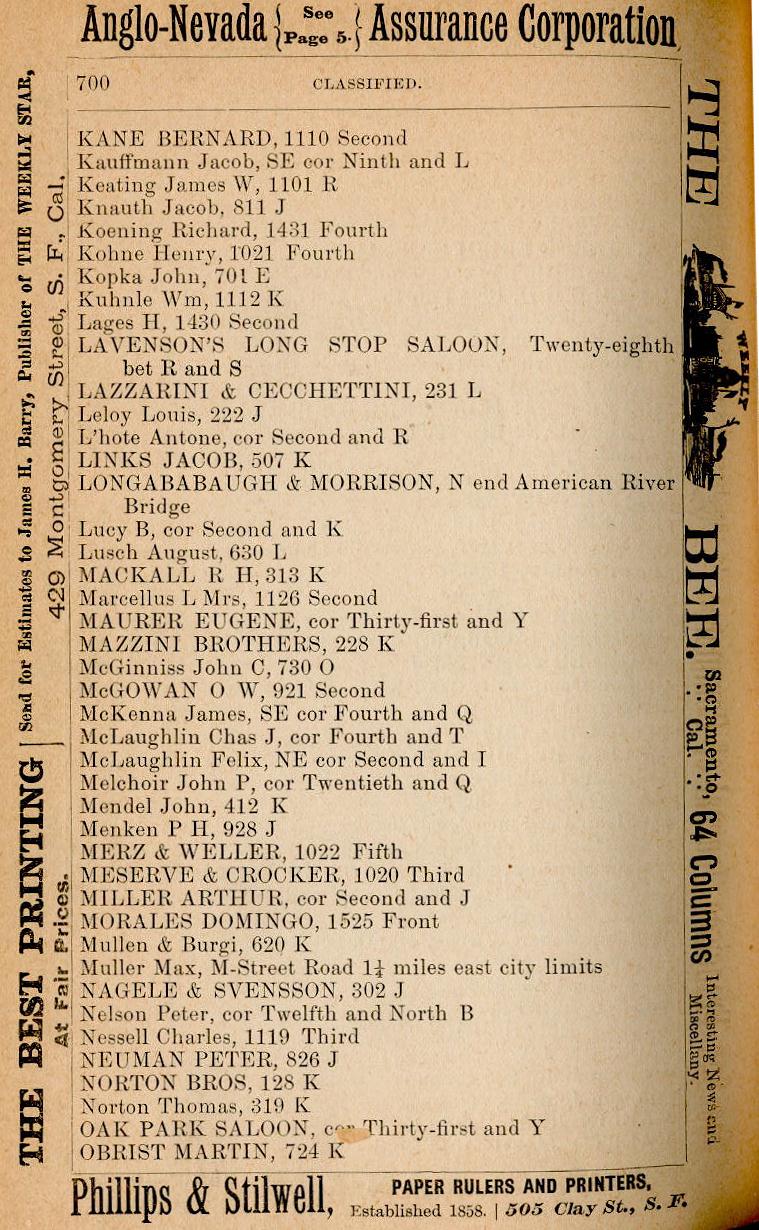 Anglo-Nevada { See Page 5. } Assurance Corporation
700 CLASSIFIED.
KANE BERNARD, 1110 Second
Kauffmann Jacob, SE cor Ninth and L
Keating James W, 1101 R
Knauth Jacob, 811 J
Koening Richard, 1431 Fourth
Kohne Henry, 1021 Fourth
Kopka John, 701 E
Kuhnle Wm, 1112 K
Lages H, 1430 Second
LAVENSON'S LONG STOP SALOON, Twenty-eighth
bet R and S
LAZZARINI & CECCHETTINI, 231 L
Leloy Louis, 222 J
L'hote Antone, cor Second and R
LINKS JACOB, 507 K
LONGABABAUGH & MORRISON, N end American River
Bridge
Lucy B, cor Second and K
Lusch August, 630 L
MACKALL R H, 313 K
Marcellus L Mrs, 1126 Second
MAURER EUGENE, cor Thirty-first and Y
MAZZINI BROTHERS, 228 K
McGinniss John C, 730 O
McGOWAN O W, 921 Second
McKenna James, SE cor Fourth and Q
McLaughlin Chas J, cor Fourth and T
McLaughlin Felix, NE cor Second and I
Melchoir John P, cor Twentieth and Q
Mendel John, 412 K
Menken P H, 928 J
MERZ & WELLER, 1022 Fifth
MESERVE & CROCKER, 1020 Third
MILLER ARTHUR, cor Second and J
MORALES DOMINGO, 1525 Front
Mullen & Burgi, 620 K
Muller Max, M-Street Road 1¼ miles east city limits
NAGELE & SVENSSON, 302 J
Nelson Peter, cor Twelfth and North B
Nessell Charles, 1119 Third
NEUMAN PETER, 826 J
NORTON BROS, 128 K
Norton Thomas, 319 K
OAK PARK SALOON, cor Thirty-first and Y
OBRIST MARTIN, 724 K
Phillips & Stilwell, PAPER RULERS AND PRINTERS,
Established 1858. | 505 Clay St., S. F.
THE BEST PRINTING
At Fair Prices.
Send for Estimates to James H. Barry, Publisher of THE WEEKLY STAR,
429 Montgomery Street, S. F., Cal.
THE
WEEKLY
BEE.
Sacramento,
Cal.
64 Columns
Interesting News and
Miscellany.